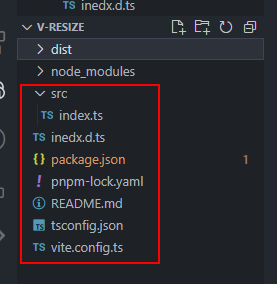 inedx.d.ts
V-RESIZE
dist
node_modules
src
TS index.ts
TS inedx.d.ts
{} package.json 1
! pnpm-lock.yaml
README.md
TS tsconfig.json
TS vite.config.ts